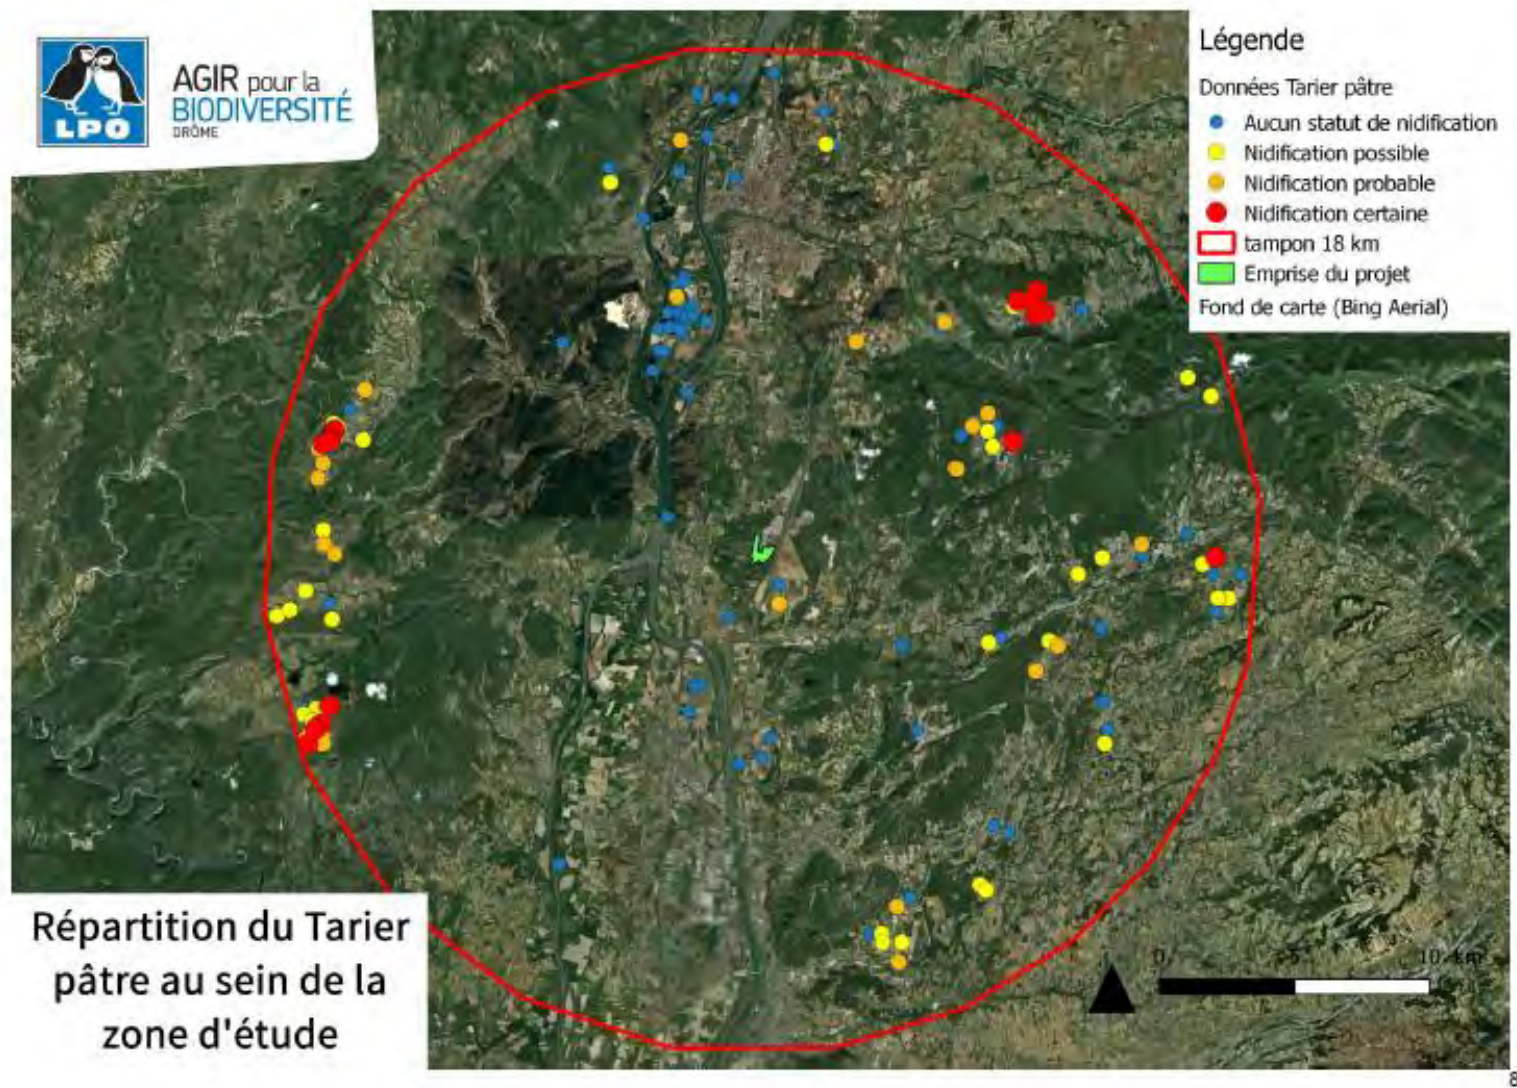 LPO
AGIR pour la
BIODIVERSITÉ
DRÔME
Légende
Données Tarier pâtre
Aucun statut de nidification
Nidification possible
Nidification probable
Nidification certaine
tampon 18 km
Emprise du projet
Fond de carte (Bing Aerial)
Répartition du Tarier
pâtre au sein de la
zone d'étude
0 5 10 km
8